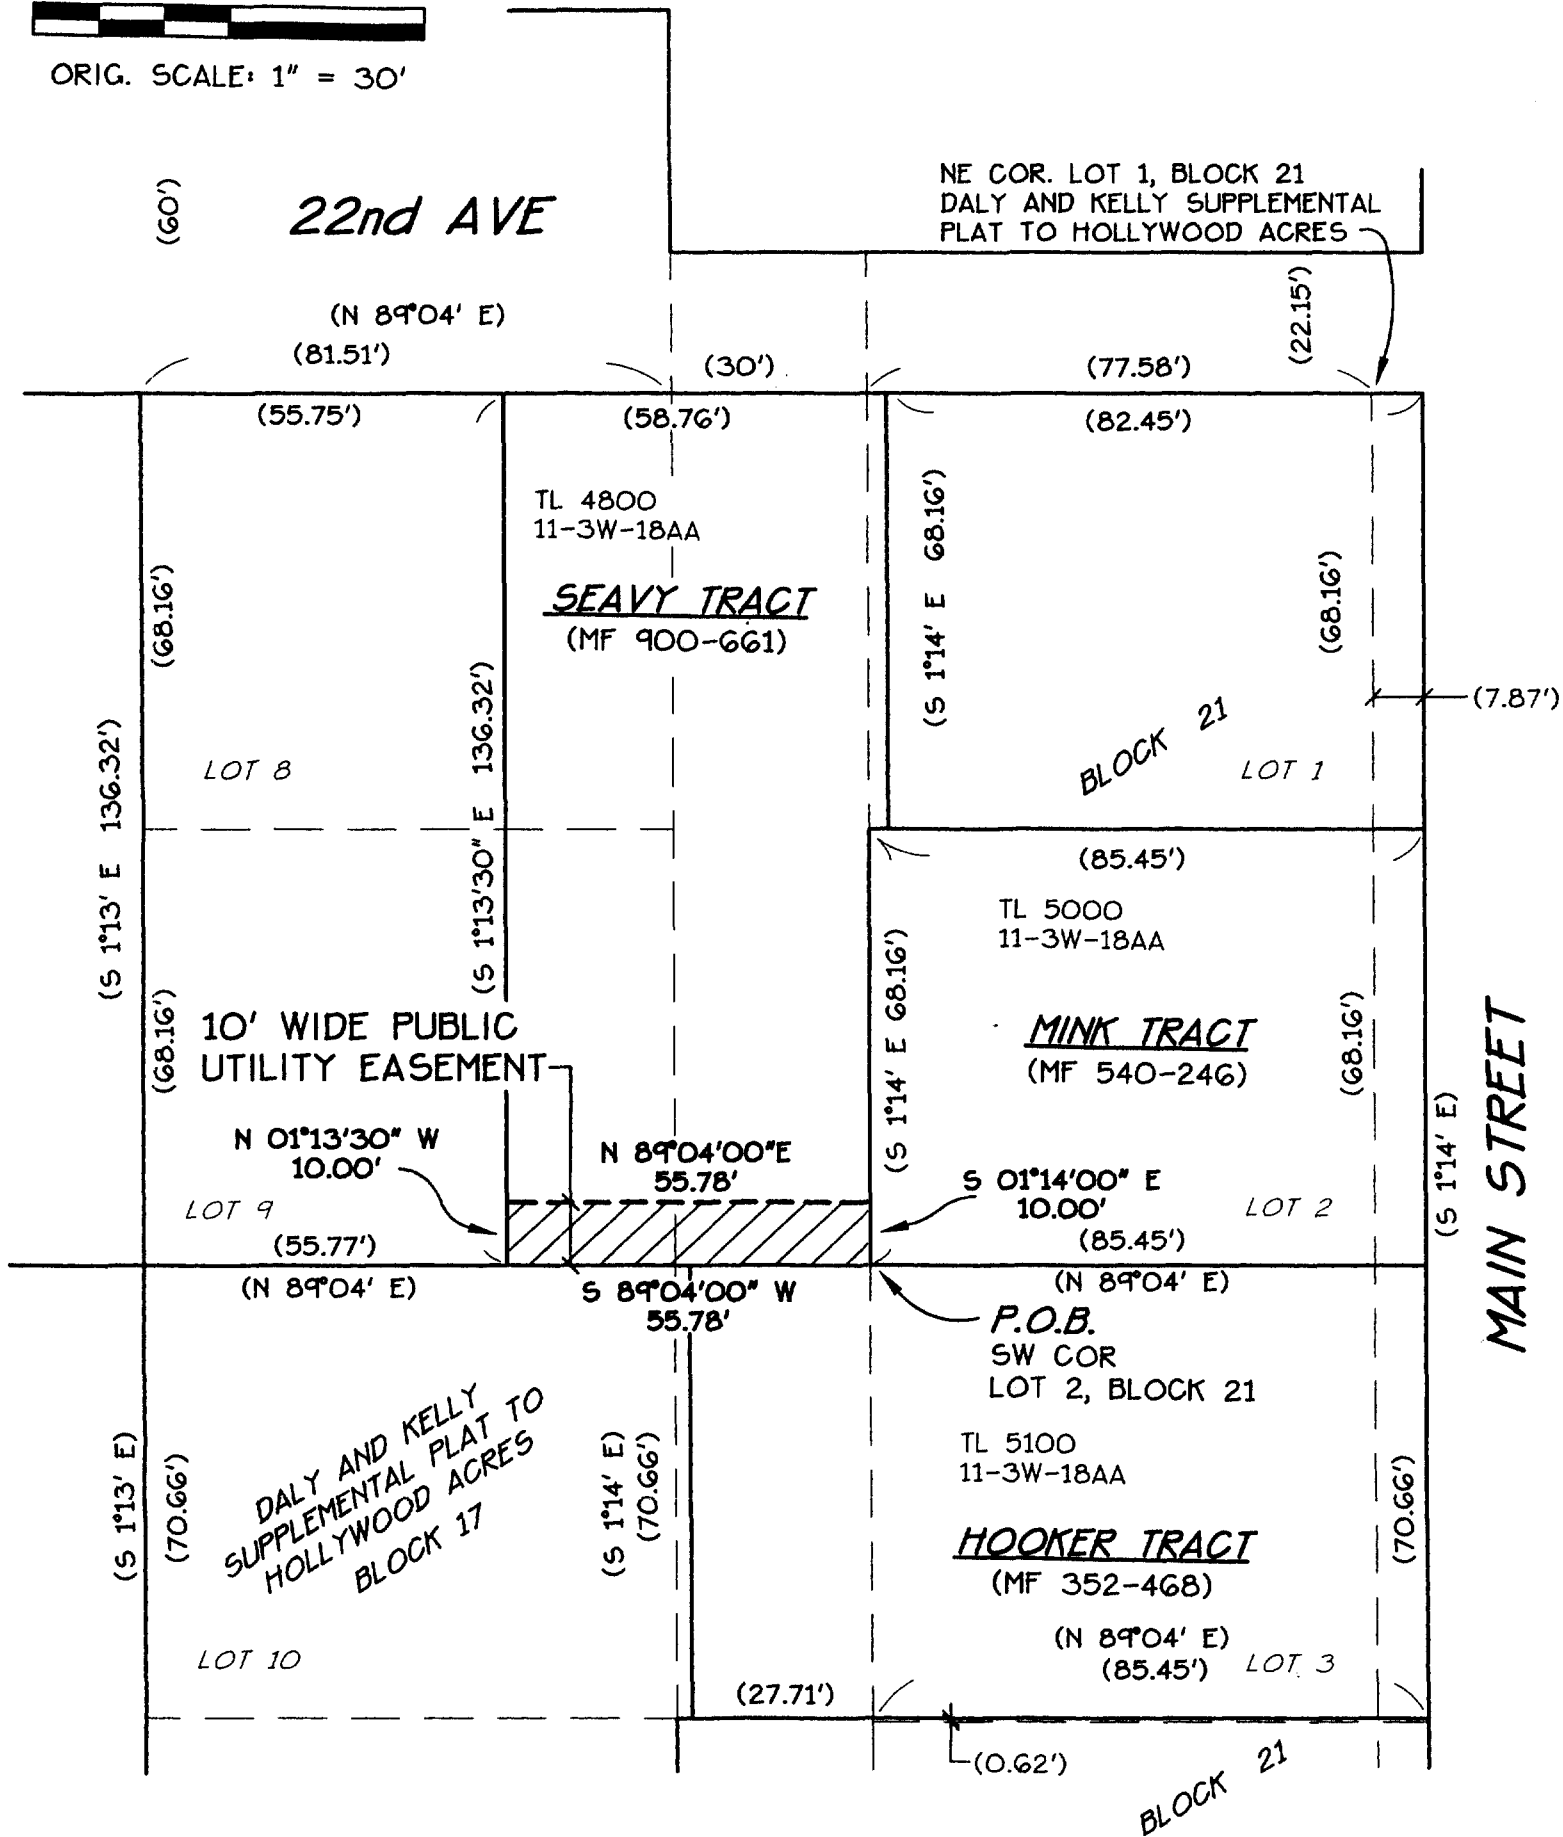 ORIG. SCALE: 1" = 30'
(60')
22nd AVE
NE COR. LOT 1, BLOCK 21
DALY AND KELLY SUPPLEMENTAL
PLAT TO HOLLYWOOD ACRES
(22.15')
(N 89°04' E)
(81.51')
(30')
(77.58')
(55.75')
(58.76')
(82.45')
TL 4800
11-3W-18AA
SEAVY TRACT
(MF 900-661)
(68.16')
(S 1°14' E 68.16')
(68.16')
(7.87')
BLOCK 21
LOT 8
LOT 1
(S 1°13' E 136.32')
(S 1°13'30" E 136.32')
(85.45')
TL 5000
11-3W-18AA
MINK TRACT
(MF 540-246)
(68.16')
(S 1°14' E 68.16')
(68.16')
10' WIDE PUBLIC
UTILITY EASEMENT
N 01°13'30" W
10.00'
N 89°04'00"E
55.78'
S 01°14'00" E
10.00'
(S 1°14' E)
MAIN STREET
LOT 9
LOT 2
(55.77')
(85.45')
(N 89°04' E)
S 89°04'00" W
55.78'
(N 89°04' E)
P.O.B.
SW COR
LOT 2, BLOCK 21
DALY AND KELLY
SUPPLEMENTAL PLAT TO
HOLLYWOOD ACRES
BLOCK 17
(S 1°13' E)
(70.66')
(S 1°14' E)
(70.66')
TL 5100
11-3W-18AA
HOOKER TRACT
(MF 352-468)
(70.66')
(N 89°04' E)
(85.45')
LOT 10
LOT 3
(27.71')
(0.62')
BLOCK 21